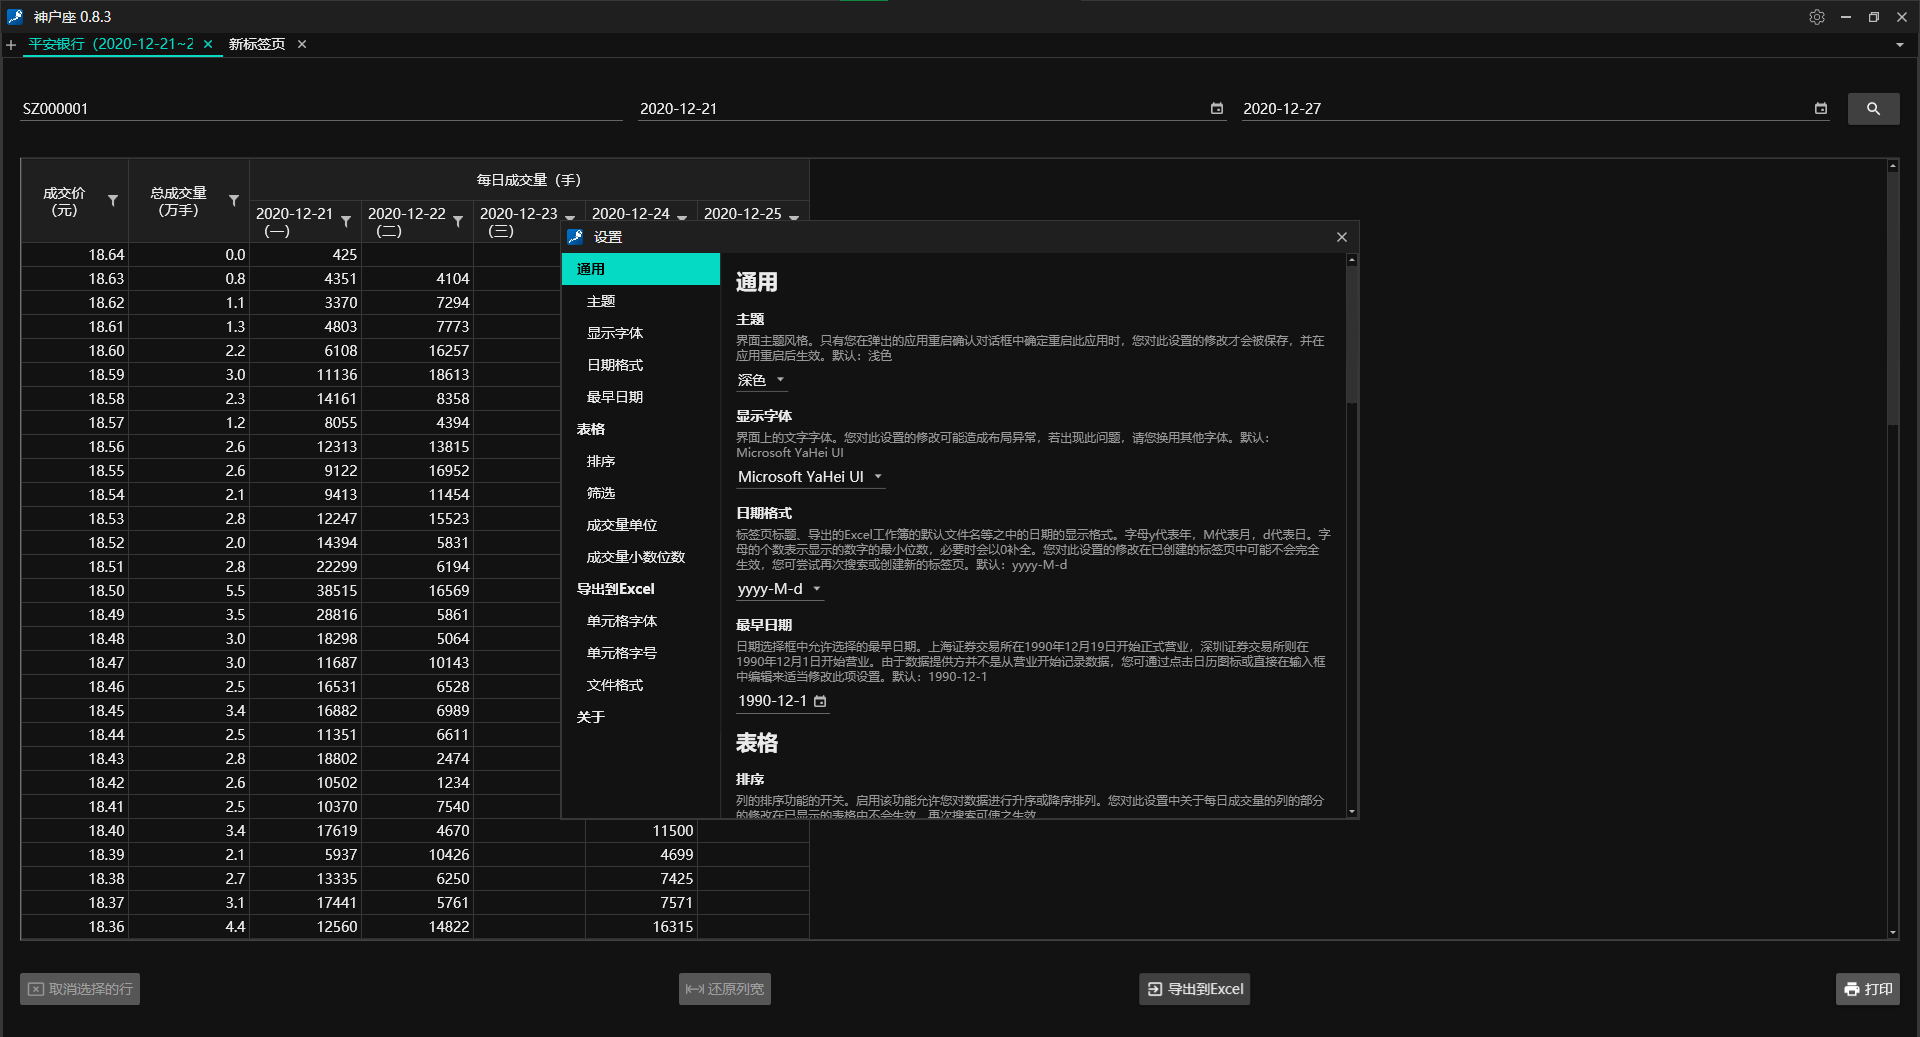 神户座 0.8.3
平安银行（2020-12-21~2
新标签页
SZ000001
2020-12-21
2020-12-27
成交价
（元）
总成交量
（万手）
每日成交量（手）
2020-12-21
（一）
2020-12-22
（二）
2020-12-23
（三）
2020-12-24
2020-12-25
18.64 0.0 425
18.63 0.8 4351 4104
18.62 1.1 3370 7294
18.61 1.3 4803 7773
18.60 2.2 6108 16257
18.59 3.0 11136 18613
18.58 2.3 14161 8358
18.57 1.2 8055 4394
18.56 2.6 12313 13815
18.55 2.6 9122 16952
18.54 2.1 9413 11454
18.53 2.8 12247 15523
18.52 2.0 14394 5831
18.51 2.8 22299 6194
18.50 5.5 38515 16569
18.49 3.5 28816 5861
18.48 3.0 18298 5064
18.47 3.0 11687 10143
18.46 2.5 16531 6528
18.45 3.4 16882 6989
18.44 2.5 11351 6611
18.43 2.8 18802 2474
18.42 2.6 10502 1234
18.41 2.5 10370 7540
18.40 3.4 17619 4670 11500
18.39 2.1 5937 10426 4699
18.38 2.7 13335 6250 7425
18.37 3.1 17441 5761 7571
18.36 4.4 12560 14822 16315
设置
通用
主题
显示字体
日期格式
最早日期
表格
排序
筛选
成交量单位
成交量小数位数
导出到Excel
单元格字体
单元格字号
文件格式
关于
通用
主题
界面主题风格。只有您在弹出的应用重启确认对话框中确定重启此应用时，您对此设置的修改才会被保存，并在
应用重启后生效。默认：浅色
深色
显示字体
界面上的文字字体。您对此设置的修改可能造成布局异常，若出现此问题，请您换用其他字体。默认：
Microsoft YaHei UI
Microsoft YaHei UI
日期格式
标签页标题、导出的Excel工作簿的默认文件名等之中的日期的显示格式。字母y代表年，M代表月，d代表日。字
母的个数表示显示的数字的最小位数，必要时会以0补全。您对此设置的修改在已创建的标签页中可能不会完全
生效，您可尝试再次搜索或创建新的标签页。默认：yyyy-M-d
yyyy-M-d
最早日期
日期选择框中允许选择的最早日期。上海证券交易所在1990年12月19日开始正式营业，深圳证券交易所则在
1990年12月1日开始营业。由于数据提供方并不是从营业开始记录数据，您可通过点击日历图标或直接在输入框
中编辑来适当修改此项设置。默认：1990-12-1
1990-12-1
表格
排序
列的排序功能的开关。启用该功能允许您对数据进行升序或降序排列。您对此设置中关于每日成交量的列的部分
的修改在已显示的表格中不会生效，再次搜索可使之生效
取消选择的行
还原列宽
导出到Excel
打印